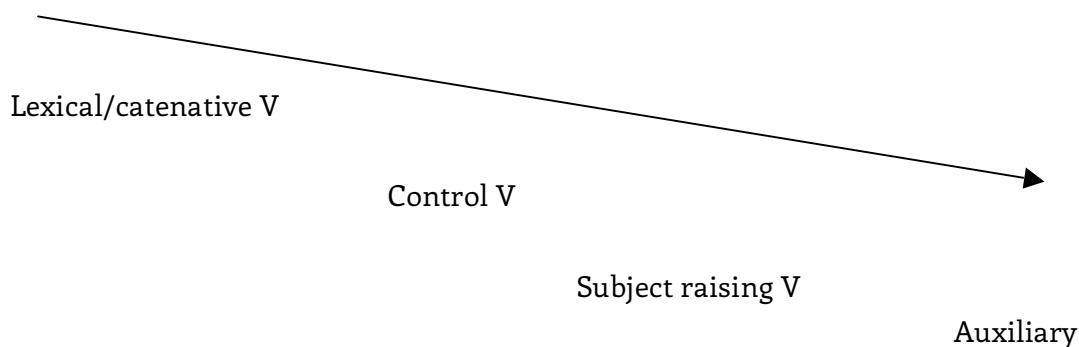 Lexical/catenative V
Control V
Subject raising V
Auxiliary